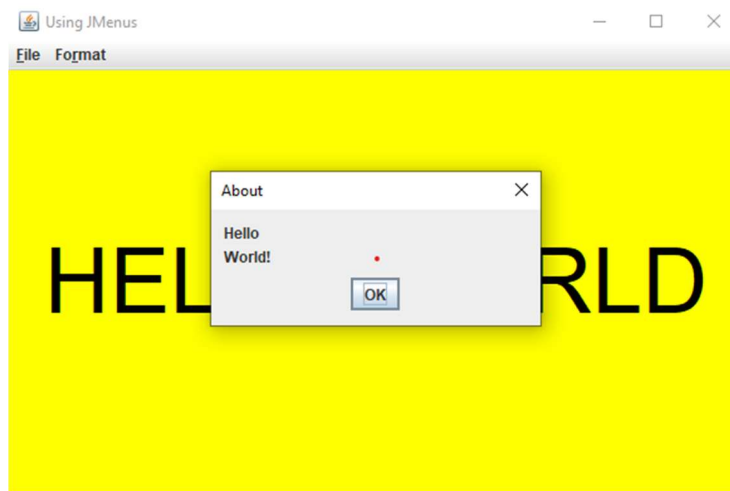 Using JMenus
File Format
About
Hello
World!
OK
HEL RLD